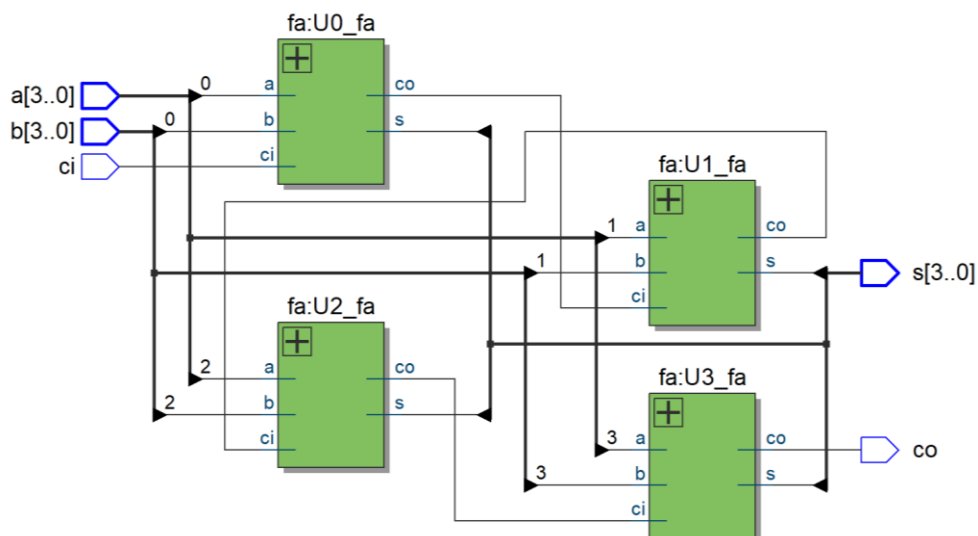 fa:U0_fa
a[3..0]
0
a
co
b[3..0]
0
b
s
ci
ci
fa:U1_fa
1
a
co
1
b
s
s[3..0]
ci
fa:U2_fa
2
a
co
2
b
s
ci
fa:U3_fa
3
a
co
co
3
b
s
ci